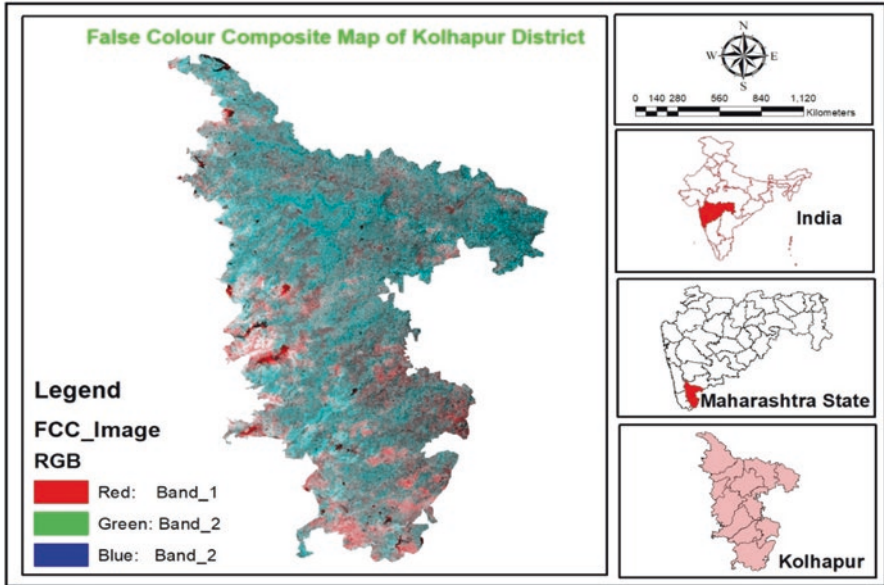 False Colour Composite Map of Kolhapur District
Legend
FCC_Image
RGB
Red: Band_1
Green: Band_2
Blue: Band_2
N
W E
S
0 140 280 560 840 1,120
Kilometers
India
Maharashtra State
Kolhapur